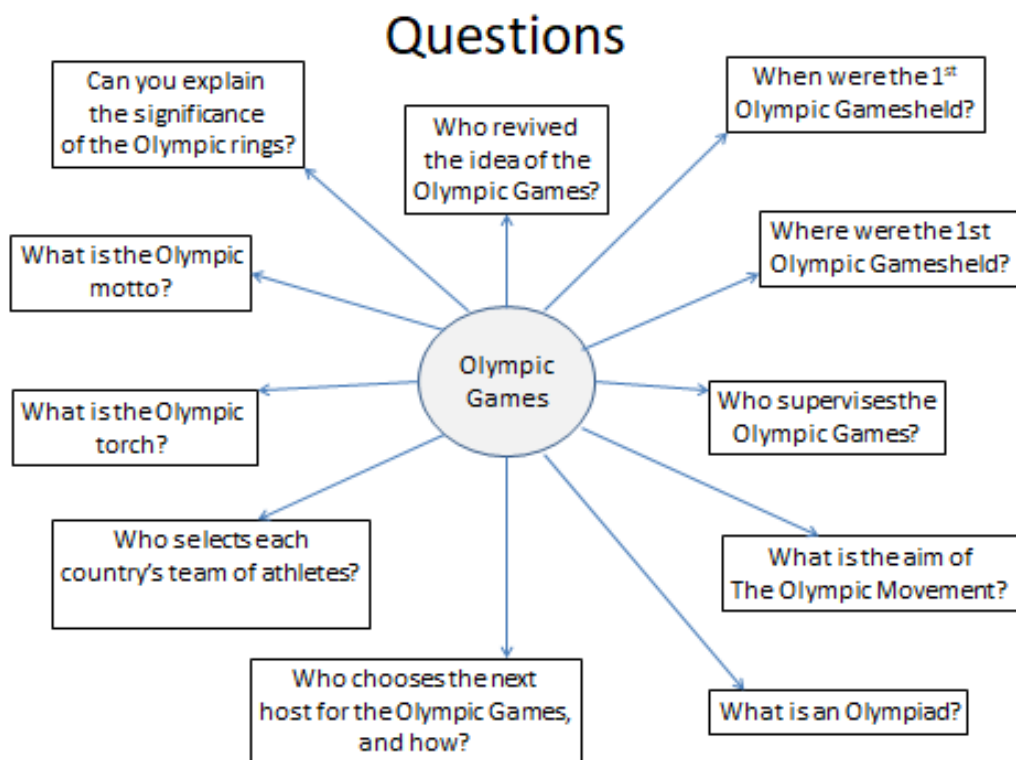 Questions
Can you explain
the significance
of the Olympic rings?
Who revived
the idea of the
Olympic Games?
When were the 1st
Olympic Gamesheld?
What is the Olympic
motto?
Where were the 1st
Olympic Gamesheld?
Olympic
Games
What is the Olympic
torch?
Who supervisesthe
Olympic Games?
Who selects each
country's team of athletes?
What is the aim of
The Olympic Movement?
Who chooses the next
host for the Olympic Games,
and how?
What is an Olympiad?